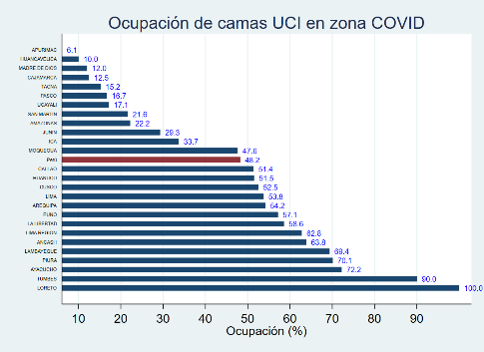 Ocupación de camas UCI en zona COVID
APURIMAC 6.1
HUANCAVELICA 10.0
MADRE DE DIOS 12.0
CAJAMARCA 12.5
TACNA 15.2
PASCO 16.7
UCAYALI 17.1
SAN MARTIN 21.6
AMAZONAS 22.2
JUNIN 29.3
ICA 33.7
MOQUEGUA 47.6
Perú 48.2
CALLAO 51.4
HUANUCO 51.5
CUSCO 52.5
LIMA 53.8
AREQUIPA 54.2
PUNO 57.1
LA LIBERTAD 58.6
LIMA REGION 62.8
ANCASH 63.8
LAMBAYEQUE 69.4
PIURA 70.1
AYACUCHO 72.2
TUMBES 90.0
LORETO 100.0
10 20 30 40 50 60 70 80 90
Ocupación (%)